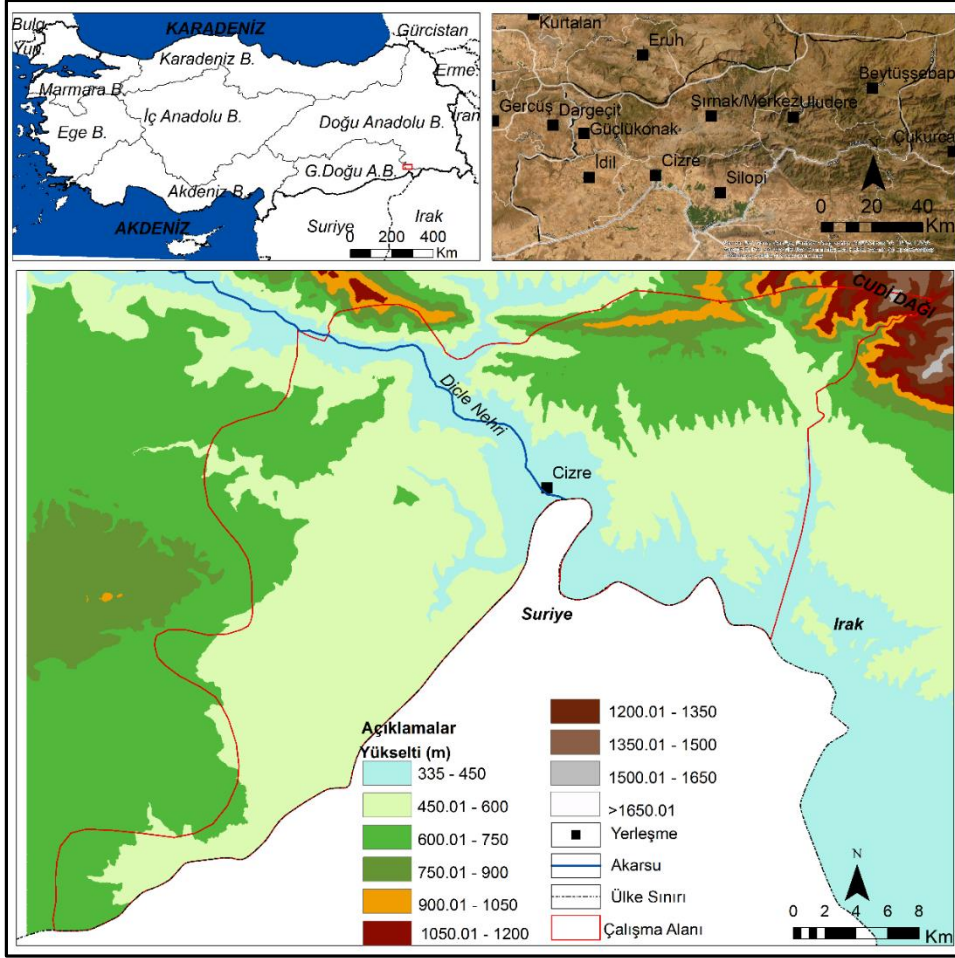 KARADENİZ
Bulg.
Yun.
Gürcistan
Karadeniz B.
Erme.
Marmara B.
İç Anadolu B.
Doğu Anadolu B.
İran
Ege B.
G.Doğu A.B.
Akdeniz B.
AKDENİZ
Suriye
Irak
0 200 400
Km
Kurtalan
Eruh
Beytüşşebap
Gercüş
Dargeçit
Şırnak/Merkez
Uludere
Güçlükonak
Çukurca
İdil
Cizre
Silopi
0 20 40
Km
CUDİ DAĞI
Dicle Nehri
Cizre
Suriye
Irak
Açıklamalar
Yükselti (m)
335 - 450
450.01 - 600
600.01 - 750
750.01 - 900
900.01 - 1050
1050.01 - 1200
1200.01 - 1350
1350.01 - 1500
1500.01 - 1650
>1650.01
Yerleşme
Akarsu
Ülke Sınırı
Çalışma Alanı
N
0 2 4 6 8
Km